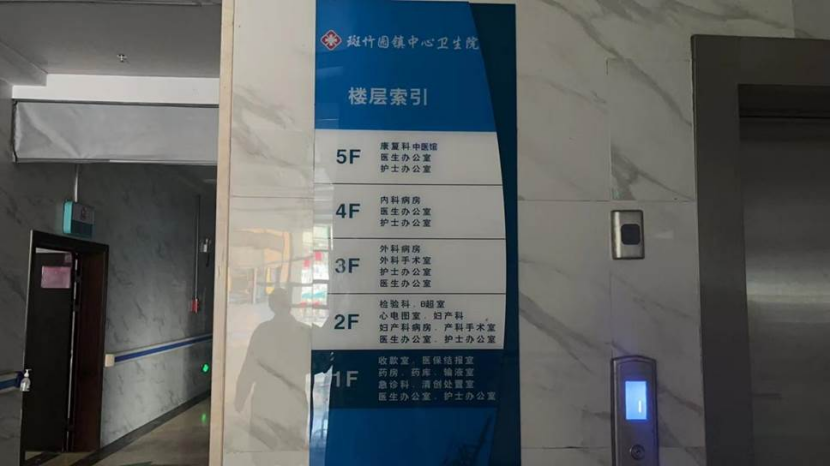 斑竹园镇中心卫生院
楼层索引
5F
康复科 中医馆
医生办公室
护士办公室
4F
内科病房
医生办公室
护士办公室
3F
外科病房
外科手术室
护士办公室
医生办公室
2F
检验科、B超室
心电图室、妇产科
妇产科病房、产科手术室
医生办公室、护士办公室
1F
收款室、医保结报室
药房、药库、输液室
急诊科、清创处置室
医生办公室、护士办公室